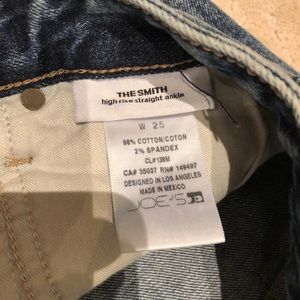 THE SMITH
high rise straight ankle
W 25
98% COTTON/COTON
2% SPANDEX
CL#138M
CA# 35037 RN# 149497
DESIGNED IN LOS ANGELES
MADE IN MEXICO
JOE'S